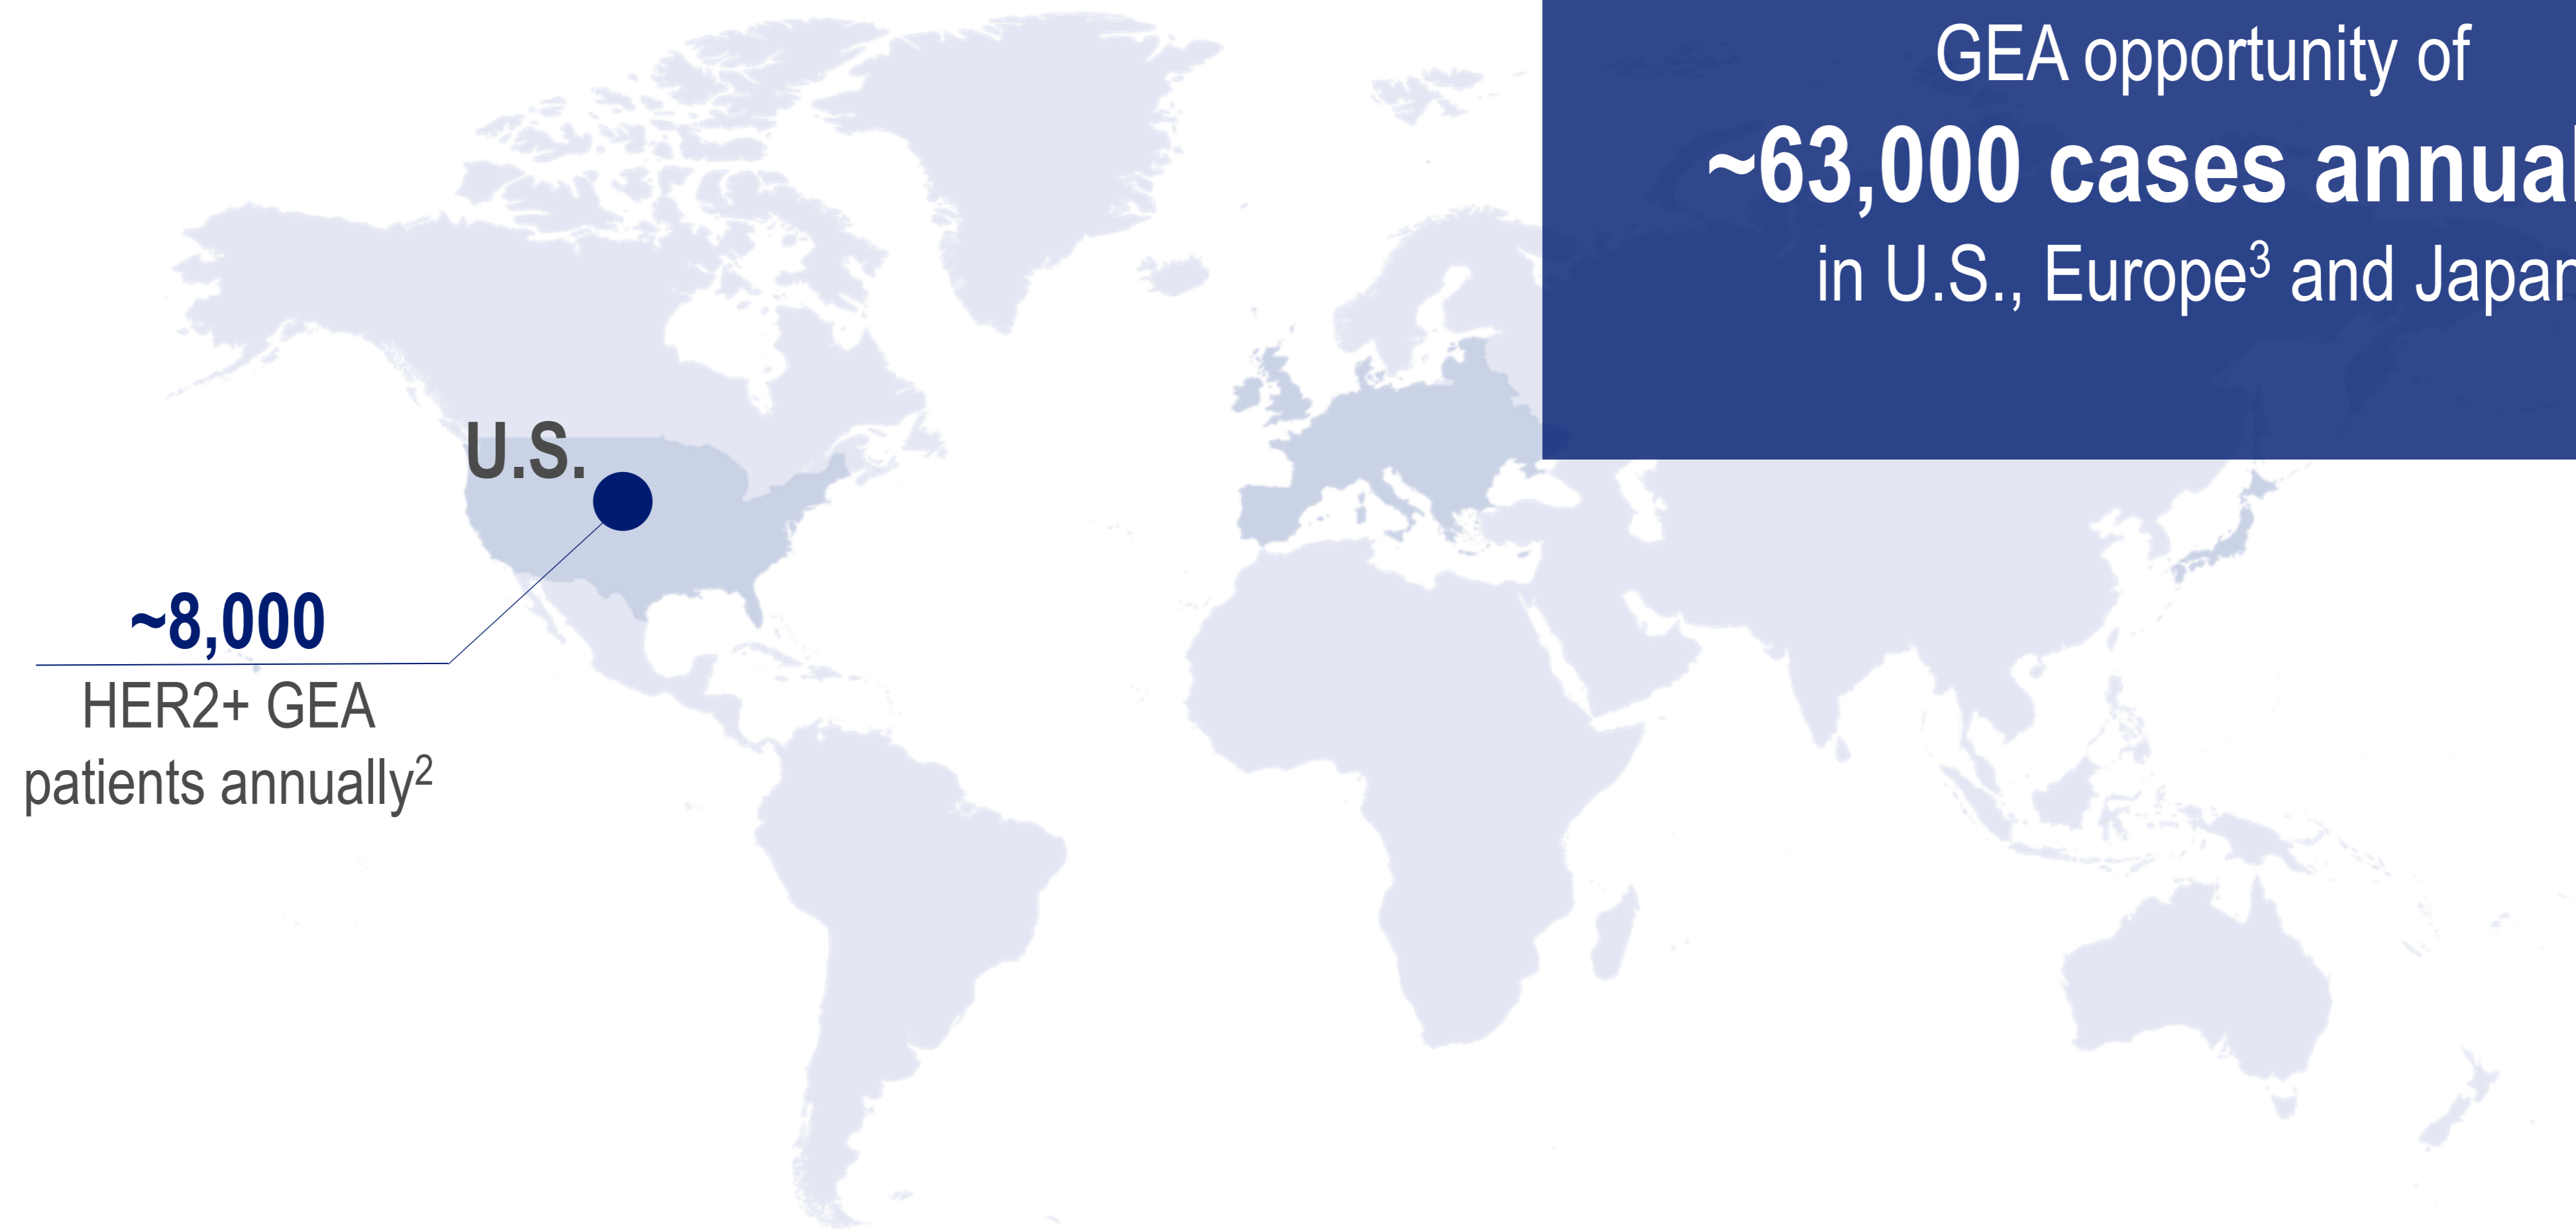 GEA opportunity of
~63,000 cases annual
in U.S., Europe³ and Japan
U.S.
~8,000
HER2+ GEA
patients annually²